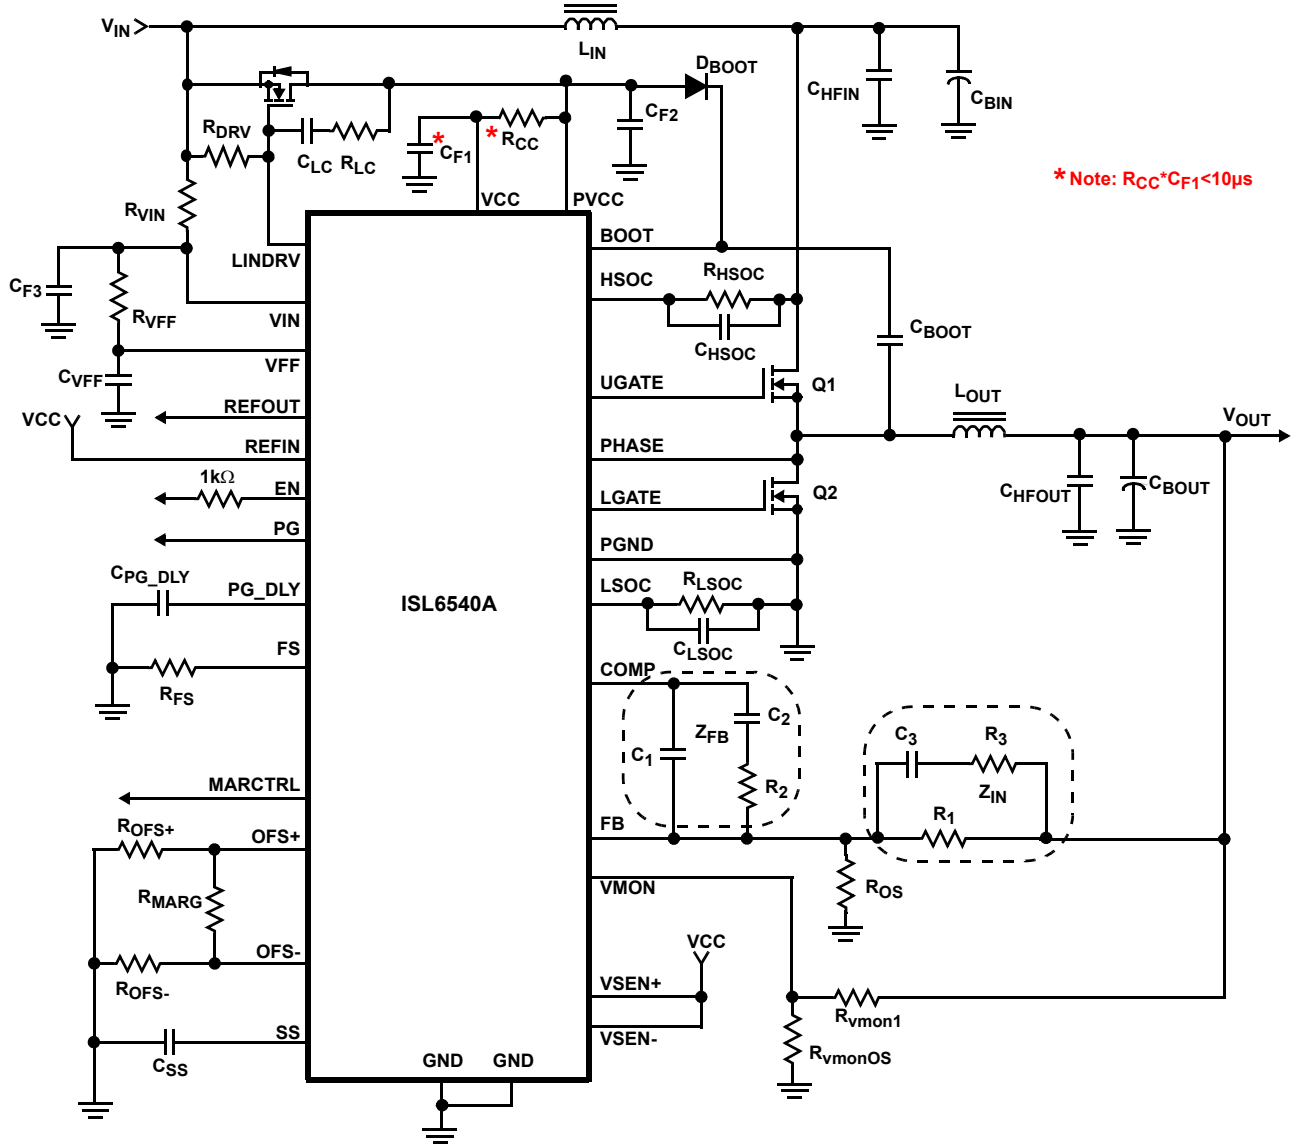 VIN
LIN
DBOOT
CHFIN
CBIN
RDRV
CLC
RLC
*
CF1
*
RCC
CF2
* Note: RCC*CF1<10µs
RVIN
VCC
PVCC
BOOT
LINDRV
HSOC
RHSOC
CF3
RVFF
VIN
CHSOC
CBOOT
VFF
CVFF
UGATE
Q1
LOUT
REFOUT
VCC
VOUT
REFIN
PHASE
1kΩ
EN
LGATE
Q2
CHFOUT
CBOUT
PG
PGND
CPG_DLY
PG_DLY
LSOC
RLSOC
ISL6540A
FS
CLSOC
RFS
COMP
C2
ZFB
C1
C3
R3
ZIN
R2
MARCTRL
R1
FB
ROFS+
OFS+
VMON
ROS
RMARG
OFS-
VCC
ROFS-
VSEN+
Rvmon1
SS
VSEN-
RvmonOS
CSS
GND
GND